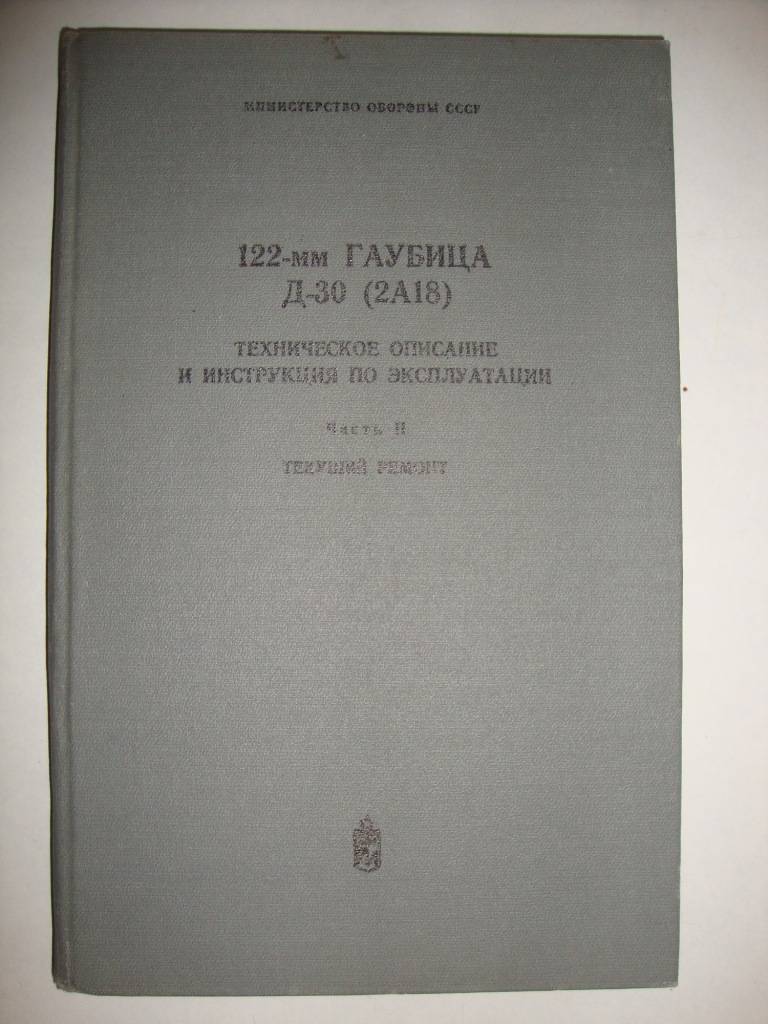 МИНИСТЕРСТВО ОБОРОНЫ СССР
122-мм ГАУБИЦА
Д-30 (2А18)
ТЕХНИЧЕСКОЕ ОПИСАНИЕ
И ИНСТРУКЦИЯ ПО ЭКСПЛУАТАЦИИ
Часть II
ТЕКУЩИЙ РЕМОНТ